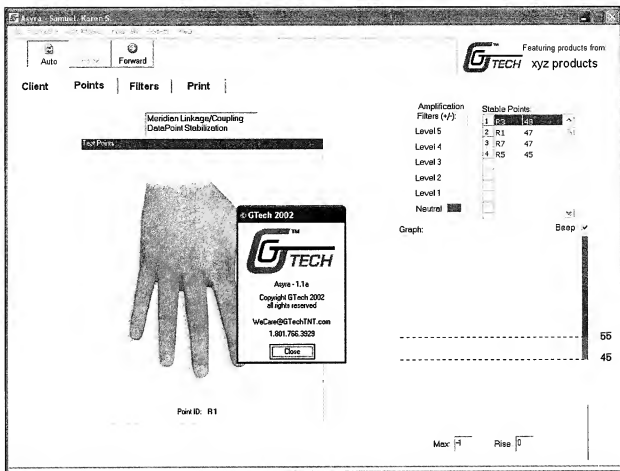 Asyra - Samuel, Karen S.
Auto
Forward
G TECH™
Featuring products from:
xyz products
Client Points Filters Print
Meridian Linkage/Coupling
DataPoint Stabilization
Test Points:
Amplification
Filters (+/-):
Level 5
Level 4
Level 3
Level 2
Level 1
Neutral
Stable Points:
1 R3 48
2 R1 47
3 R7 47
4 R5 45
Graph:
Beep
55
45
© GTech 2002
G TECH™
Asyra - 1.1a
Copyright GTech 2002
all rights reserved
WeCare@GTechTNT.com
1.801.766.3929
Close
Point ID: R1
Max -1
Rise 0